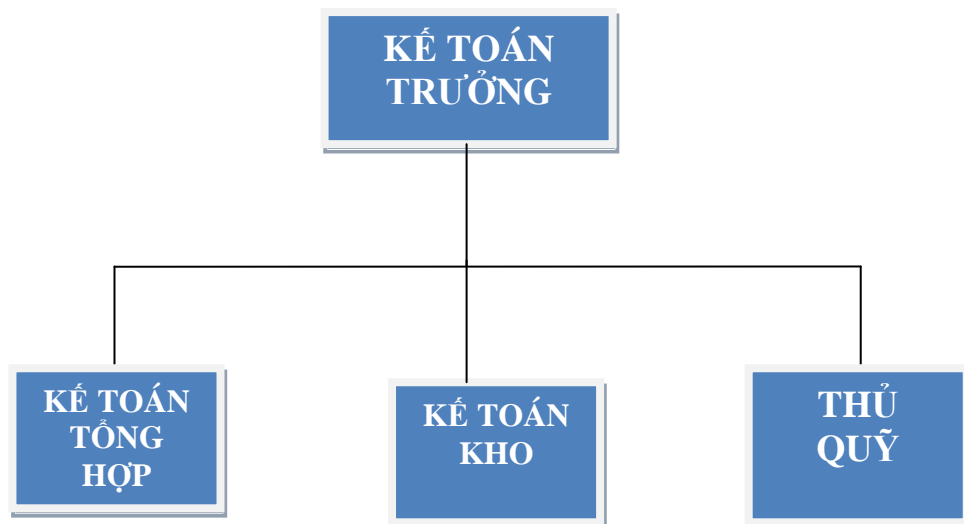 KẾ TOÁN
TRƯỞNG
KẾ TOÁN
TỔNG
HỢP
KẾ TOÁN
KHO
THỦ
QUỸ